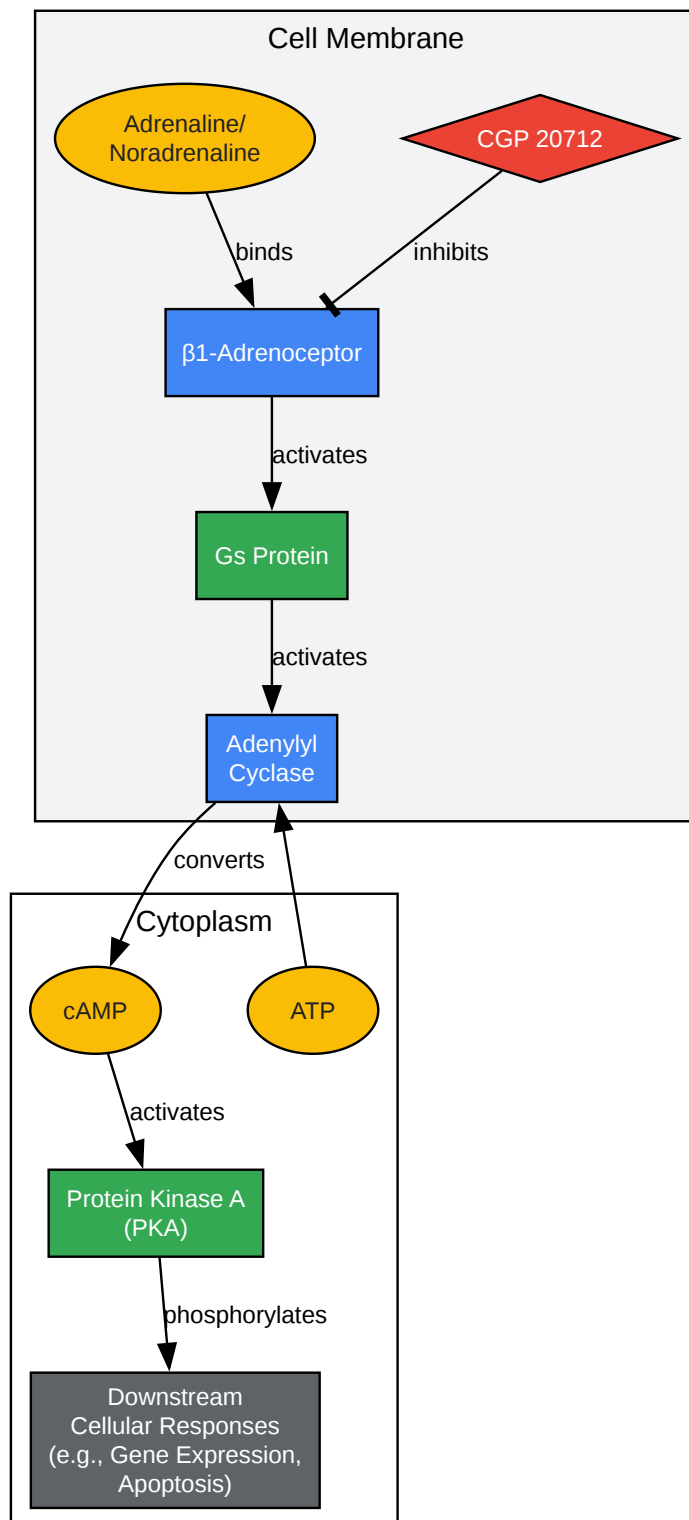 Cell Membrane
Adrenaline/
Noradrenaline
CGP 20712
binds
inhibits
β1-Adrenoceptor
activates
Gs Protein
activates
Adenylyl
Cyclase
converts
Cytoplasm
cAMP
ATP
activates
Protein Kinase A
(PKA)
phosphorylates
Downstream
Cellular Responses
(e.g., Gene Expression,
Apoptosis)